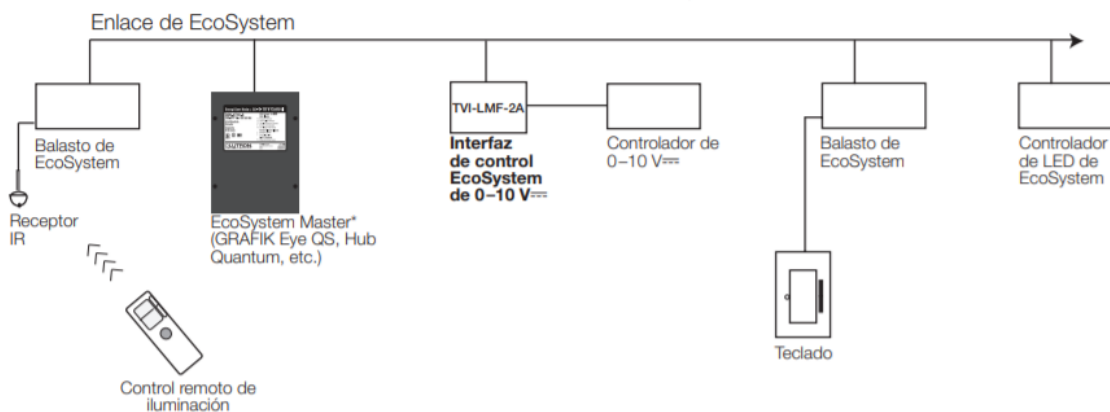 Enlace de EcoSystem
Balasto de
EcoSystem
Receptor
IR
Control remoto de
iluminación
LUTRON
EcoSystem Master*
(GRAFIK Eye QS, Hub
Quantum, etc.)
TVI-LMF-2A
Interfaz
de control
EcoSystem
de 0–10 V⎓
Controlador de
0–10 V⎓
Balasto de
EcoSystem
Teclado
Controlador
de LED de
EcoSystem